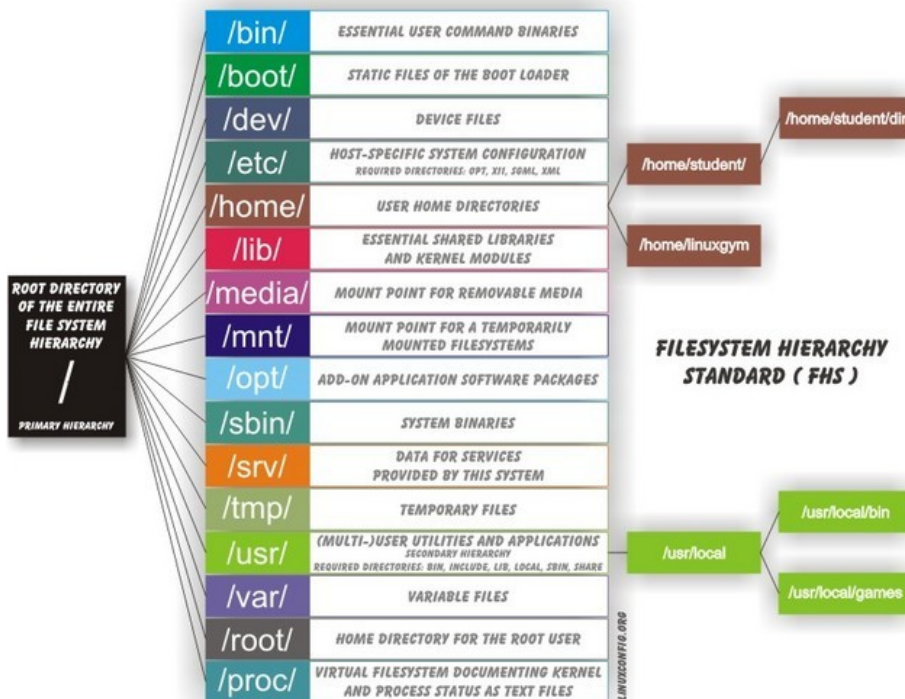 ROOT DIRECTORY
OF THE ENTIRE
FILE SYSTEM
HIERARCHY
/
PRIMARY HIERARCHY
/bin/
ESSENTIAL USER COMMAND BINARIES
/boot/
STATIC FILES OF THE BOOT LOADER
/dev/
DEVICE FILES
/etc/
HOST-SPECIFIC SYSTEM CONFIGURATION
REQUIRED DIRECTORIES: OPT, XII, SGML, XML
/home/
USER HOME DIRECTORIES
/home/student/
/home/student/dir
/home/linuxgym
/lib/
ESSENTIAL SHARED LIBRARIES
AND KERNEL MODULES
/media/
MOUNT POINT FOR REMOVABLE MEDIA
/mnt/
MOUNT POINT FOR A TEMPORARILY
MOUNTED FILESYSTEMS
/opt/
ADD-ON APPLICATION SOFTWARE PACKAGES
/sbin/
SYSTEM BINARIES
/srv/
DATA FOR SERVICES
PROVIDED BY THIS SYSTEM
/tmp/
TEMPORARY FILES
/usr/
(MULTI-)USER UTILITIES AND APPLICATIONS
SECONDARY HIERARCHY
REQUIRED DIRECTORIES: BIN, INCLUDE, LIB, LOCAL, SBIN, SHARE
/usr/local
/usr/local/bin
/usr/local/games
/var/
VARIABLE FILES
/root/
HOME DIRECTORY FOR THE ROOT USER
/proc/
VIRTUAL FILESYSTEM DOCUMENTING KERNEL
AND PROCESS STATUS AS TEXT FILES
FILESYSTEM HIERARCHY
STANDARD ( FHS )
LINUXCONFIG.ORG